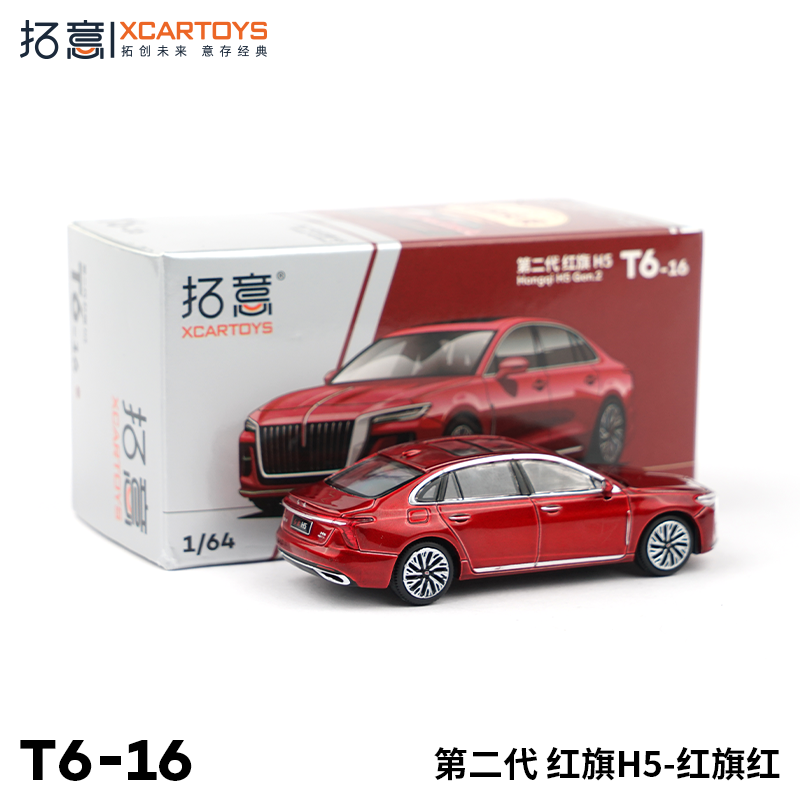 拓意 XCARTOYS
拓创未来 意存经典
第二代 红旗 H5 T6-16
Hongqi H5 Gen.2
拓意®
XCARTOYS
T6-16
拓意
XCARTOYS
1/64
H5
T6-16
第二代 红旗H5-红旗红